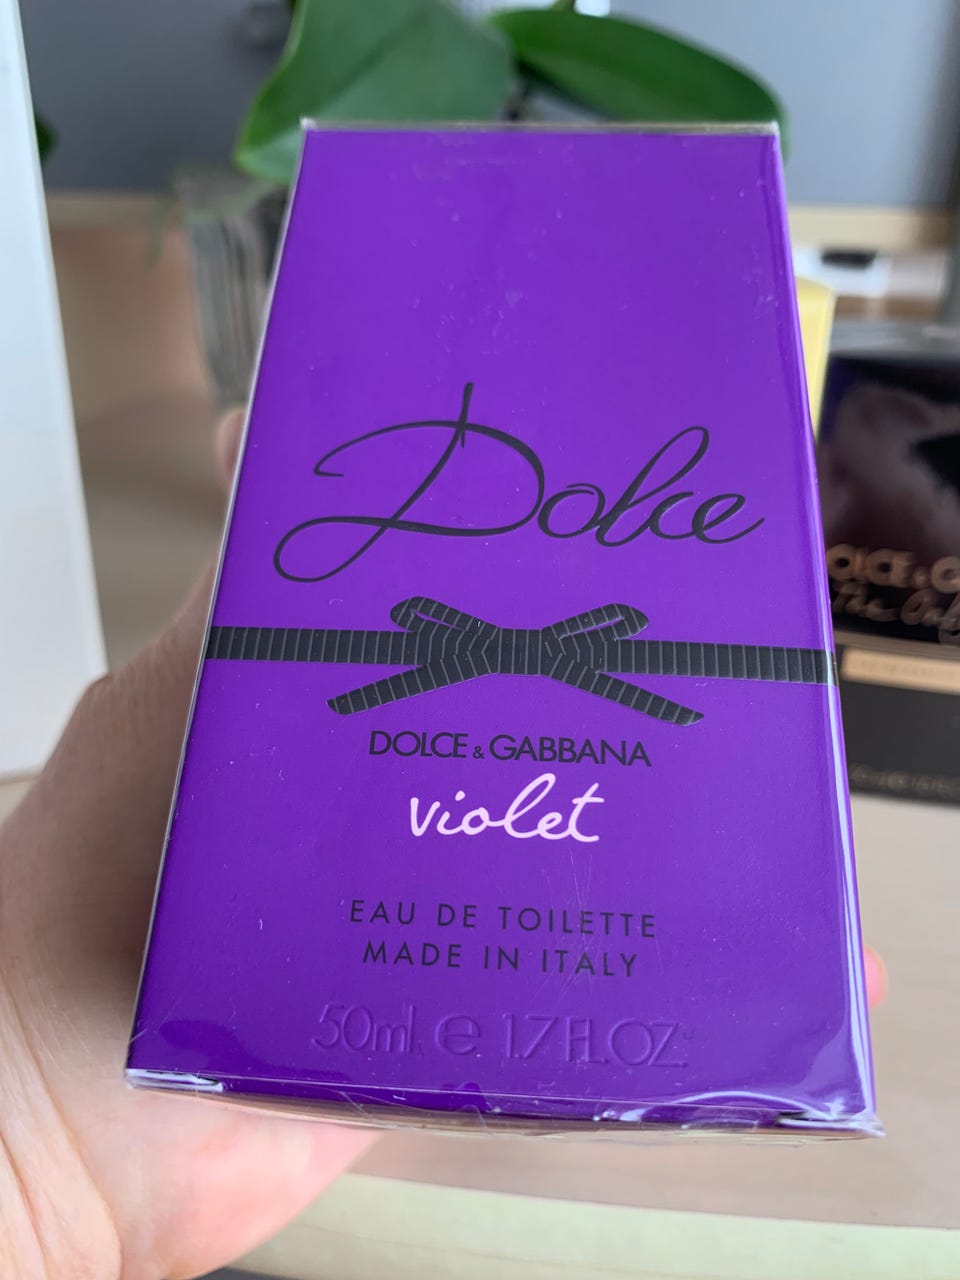 Dolce
DOLCE & GABBANA
violet
EAU DE TOILETTE
MADE IN ITALY
50ml e 1.7 FL.OZ.